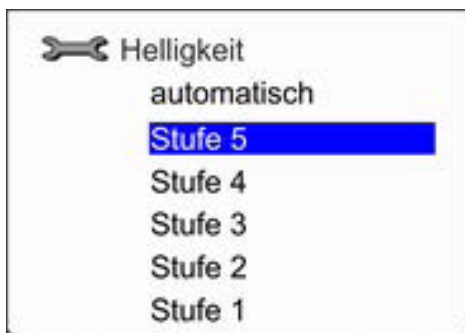 Helligkeit
automatisch
Stufe 5
Stufe 4
Stufe 3
Stufe 2
Stufe 1